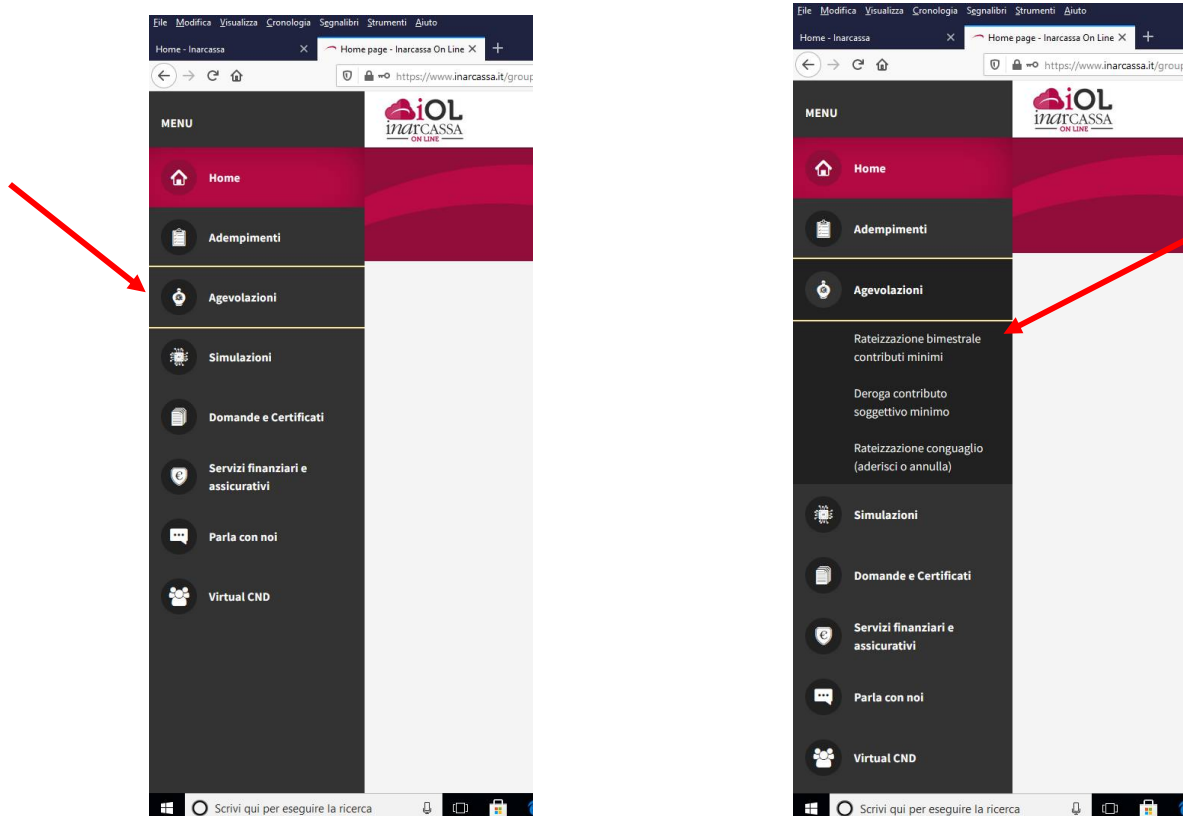 File Modifica Visualizza Cronologia Segnalibri Strumenti Aiuto
Home - Inarcassa
Home page - Inarcassa On Line
https://www.inarcassa.it/group
MENU
iOL
inarCASSA
ON LINE
Home
Adempimenti
Agevolazioni
Simulazioni
Domande e Certificati
Servizi finanziari e
assicurativi
Parla con noi
Virtual CND
Scrivi qui per eseguire la ricerca
File Modifica Visualizza Cronologia Segnalibri Strumenti Aiuto
Home - Inarcassa
Home page - Inarcassa On Line
https://www.inarcassa.it/group
MENU
iOL
inarCASSA
ON LINE
Home
Adempimenti
Agevolazioni
Rateizzazione bimestrale
contributi minimi
Deroga contributo
soggettivo minimo
Rateizzazione conguaglio
(aderisci o annulla)
Simulazioni
Domande e Certificati
Servizi finanziari e
assicurativi
Parla con noi
Virtual CND
Scrivi qui per eseguire la ricerca